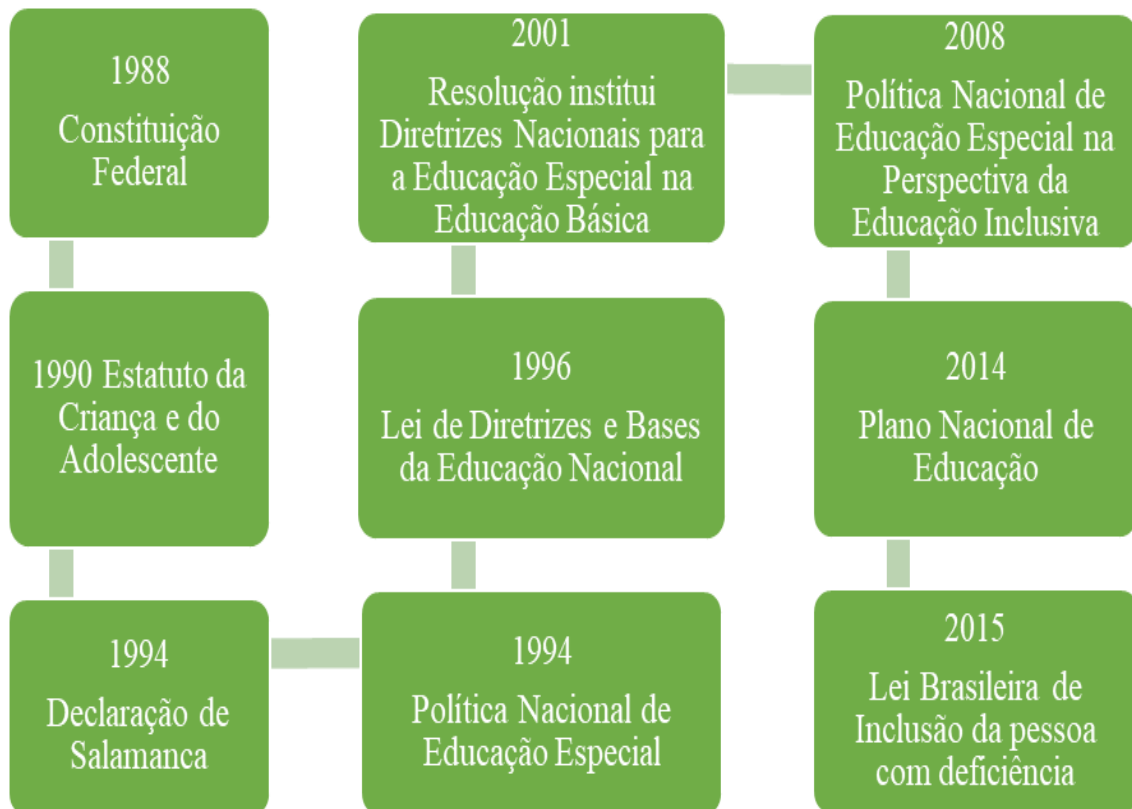 1988
Constituição
Federal
1990 Estatuto da
Criança e do
Adolescente
1994
Declaração de
Salamanca
1994
Política Nacional de
Educação Especial
1996
Lei de Diretrizes e Bases
da Educação Nacional
2001
Resolução institui
Diretrizes Nacionais para
a Educação Especial na
Educação Básica
2008
Política Nacional de
Educação Especial na
Perspectiva da
Educação Inclusiva
2014
Plano Nacional de
Educação
2015
Lei Brasileira de
Inclusão da pessoa
com deficiência